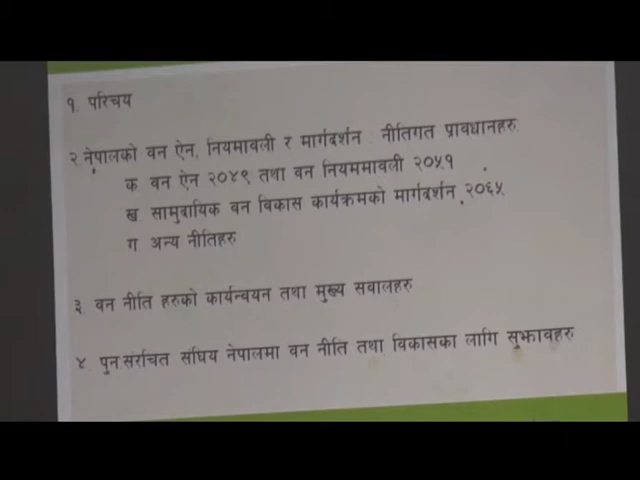 १ परिचय
२.नेपालको वन ऐन, नियमावली र मार्गदर्शन नीतिगत प्रावधानहरु
क वन ऐन २०४९ तथा वन नियममावली २०५१
ख सामुदायिक वन विकास कार्यक्रमको मार्गदर्शन २०६५
ग अन्य नीतिहरु
३ वन नीति हरुको कार्यन्वयन तथा मुख्य सवालहरु
४ पुन संरचित संघिय नेपालमा वन नीति तथा विकासका लागि सुझावहरु